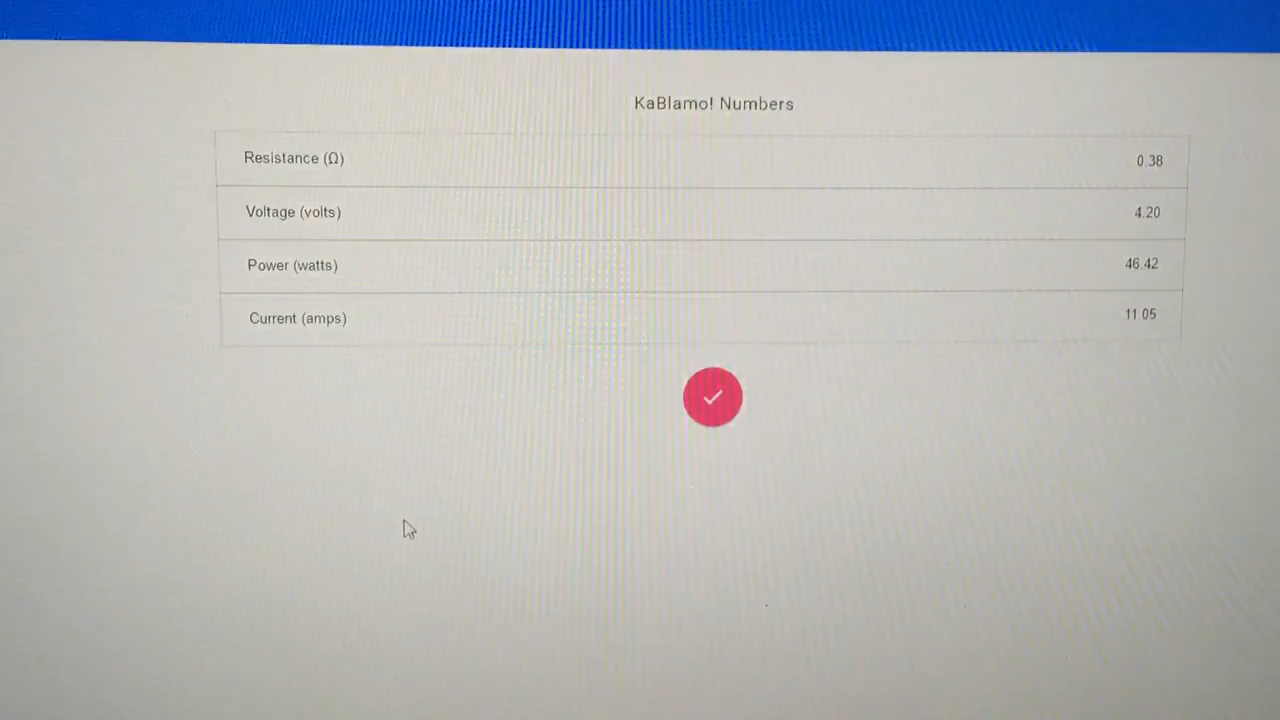 KaBlamo! Numbers
Resistance (Ω) 0.38
Voltage (volts) 4.20
Power (watts) 46.42
Current (amps) 11.05